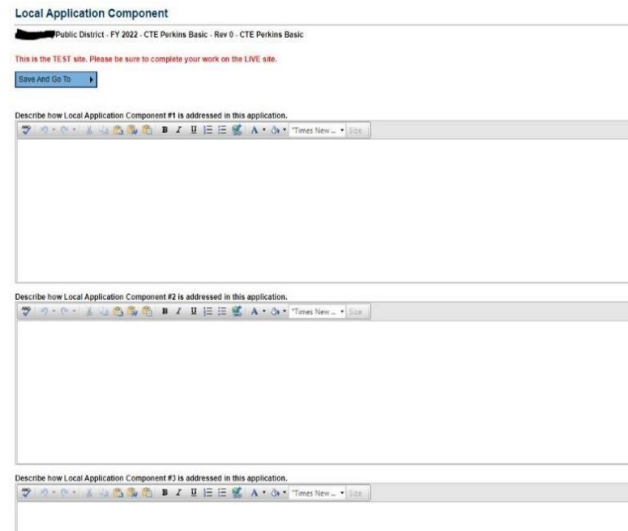 Local Application Component
Public District - FY 2022 - CTE Perkins Basic - Rev 0 - CTE Perkins Basic
This is the TEST site. Please be sure to complete your work on the LIVE site.
Save And Go To
Describe how Local Application Component #1 is addressed in this application.
B I U A "Times New ... Size
Describe how Local Application Component #2 is addressed in this application.
B I U A "Times New ... Size
Describe how Local Application Component #3 is addressed in this application.
B I U A "Times New ... Size